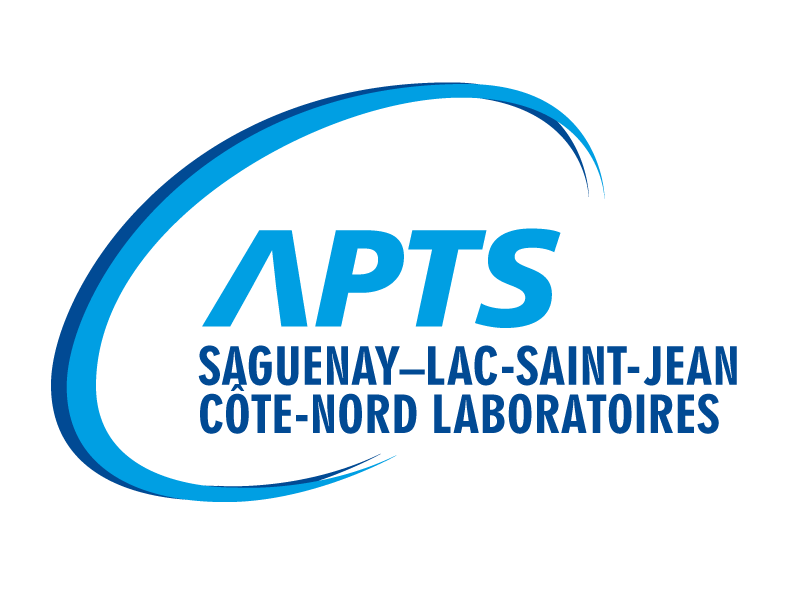 APTS
SAGUENAY–LAC-SAINT-JEAN
CÔTE-NORD LABORATOIRES